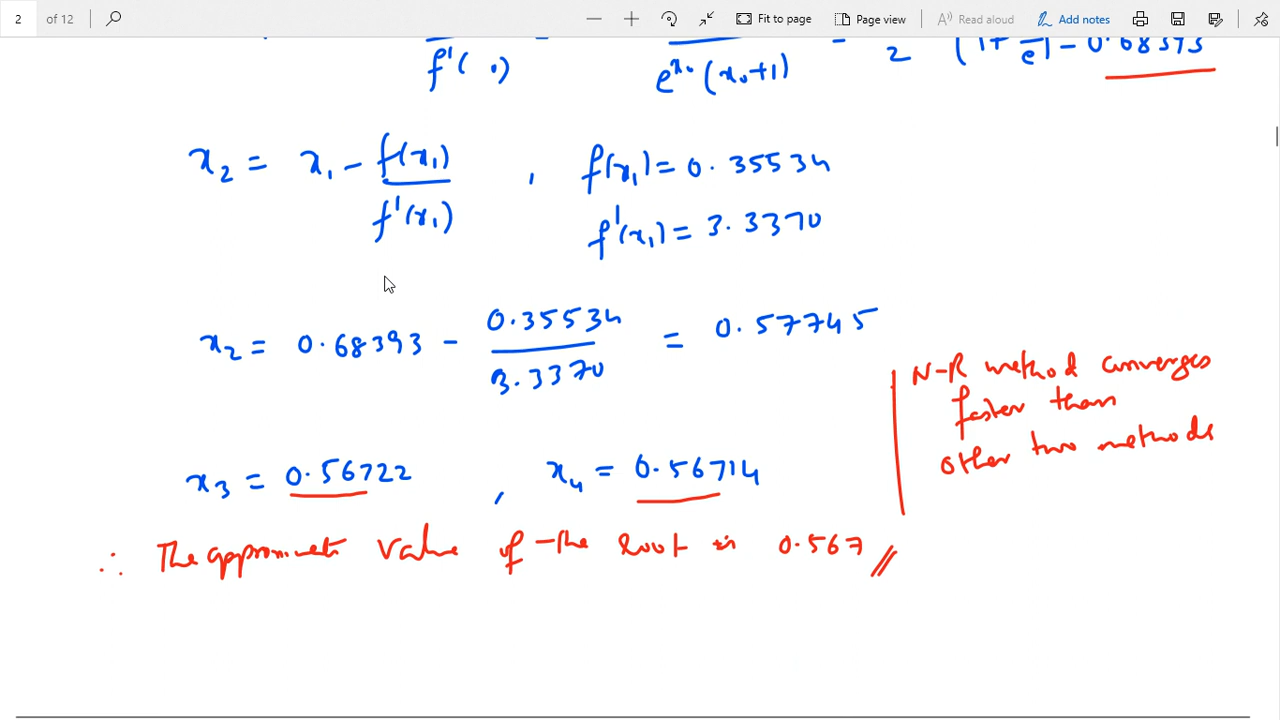 2 of 12 Fit to page Page view Read aloud Add notes
f'( .) e^x₀ (x₀+1) = 2 (1+ e) - 0.68393
x₂ = x₁ - f(x₁) / f'(x₁) , f(x₁) = 0.35534
f'(x₁) = 3.3370
x₂ = 0.68393 - 0.35534 / 3.3370 = 0.57745
N-R method converges
faster than
other two methods
x₃ = 0.56722 , x₄ = 0.56714
∴ The approximate value of the root is 0.567 //